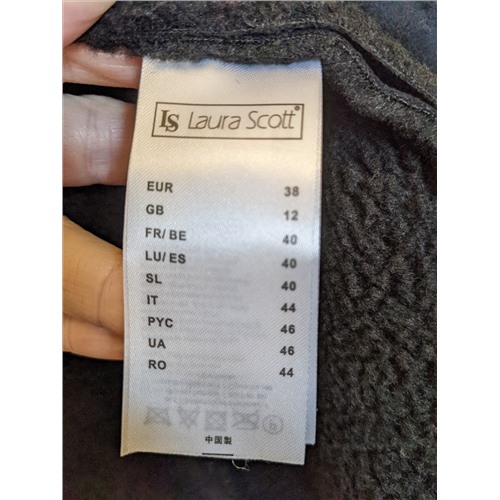 LS Laura Scott®
EUR 38
GB 12
FR/ BE 40
LU/ ES 40
SL 40
IT 44
PYC 46
UA 46
RO 44
中国製